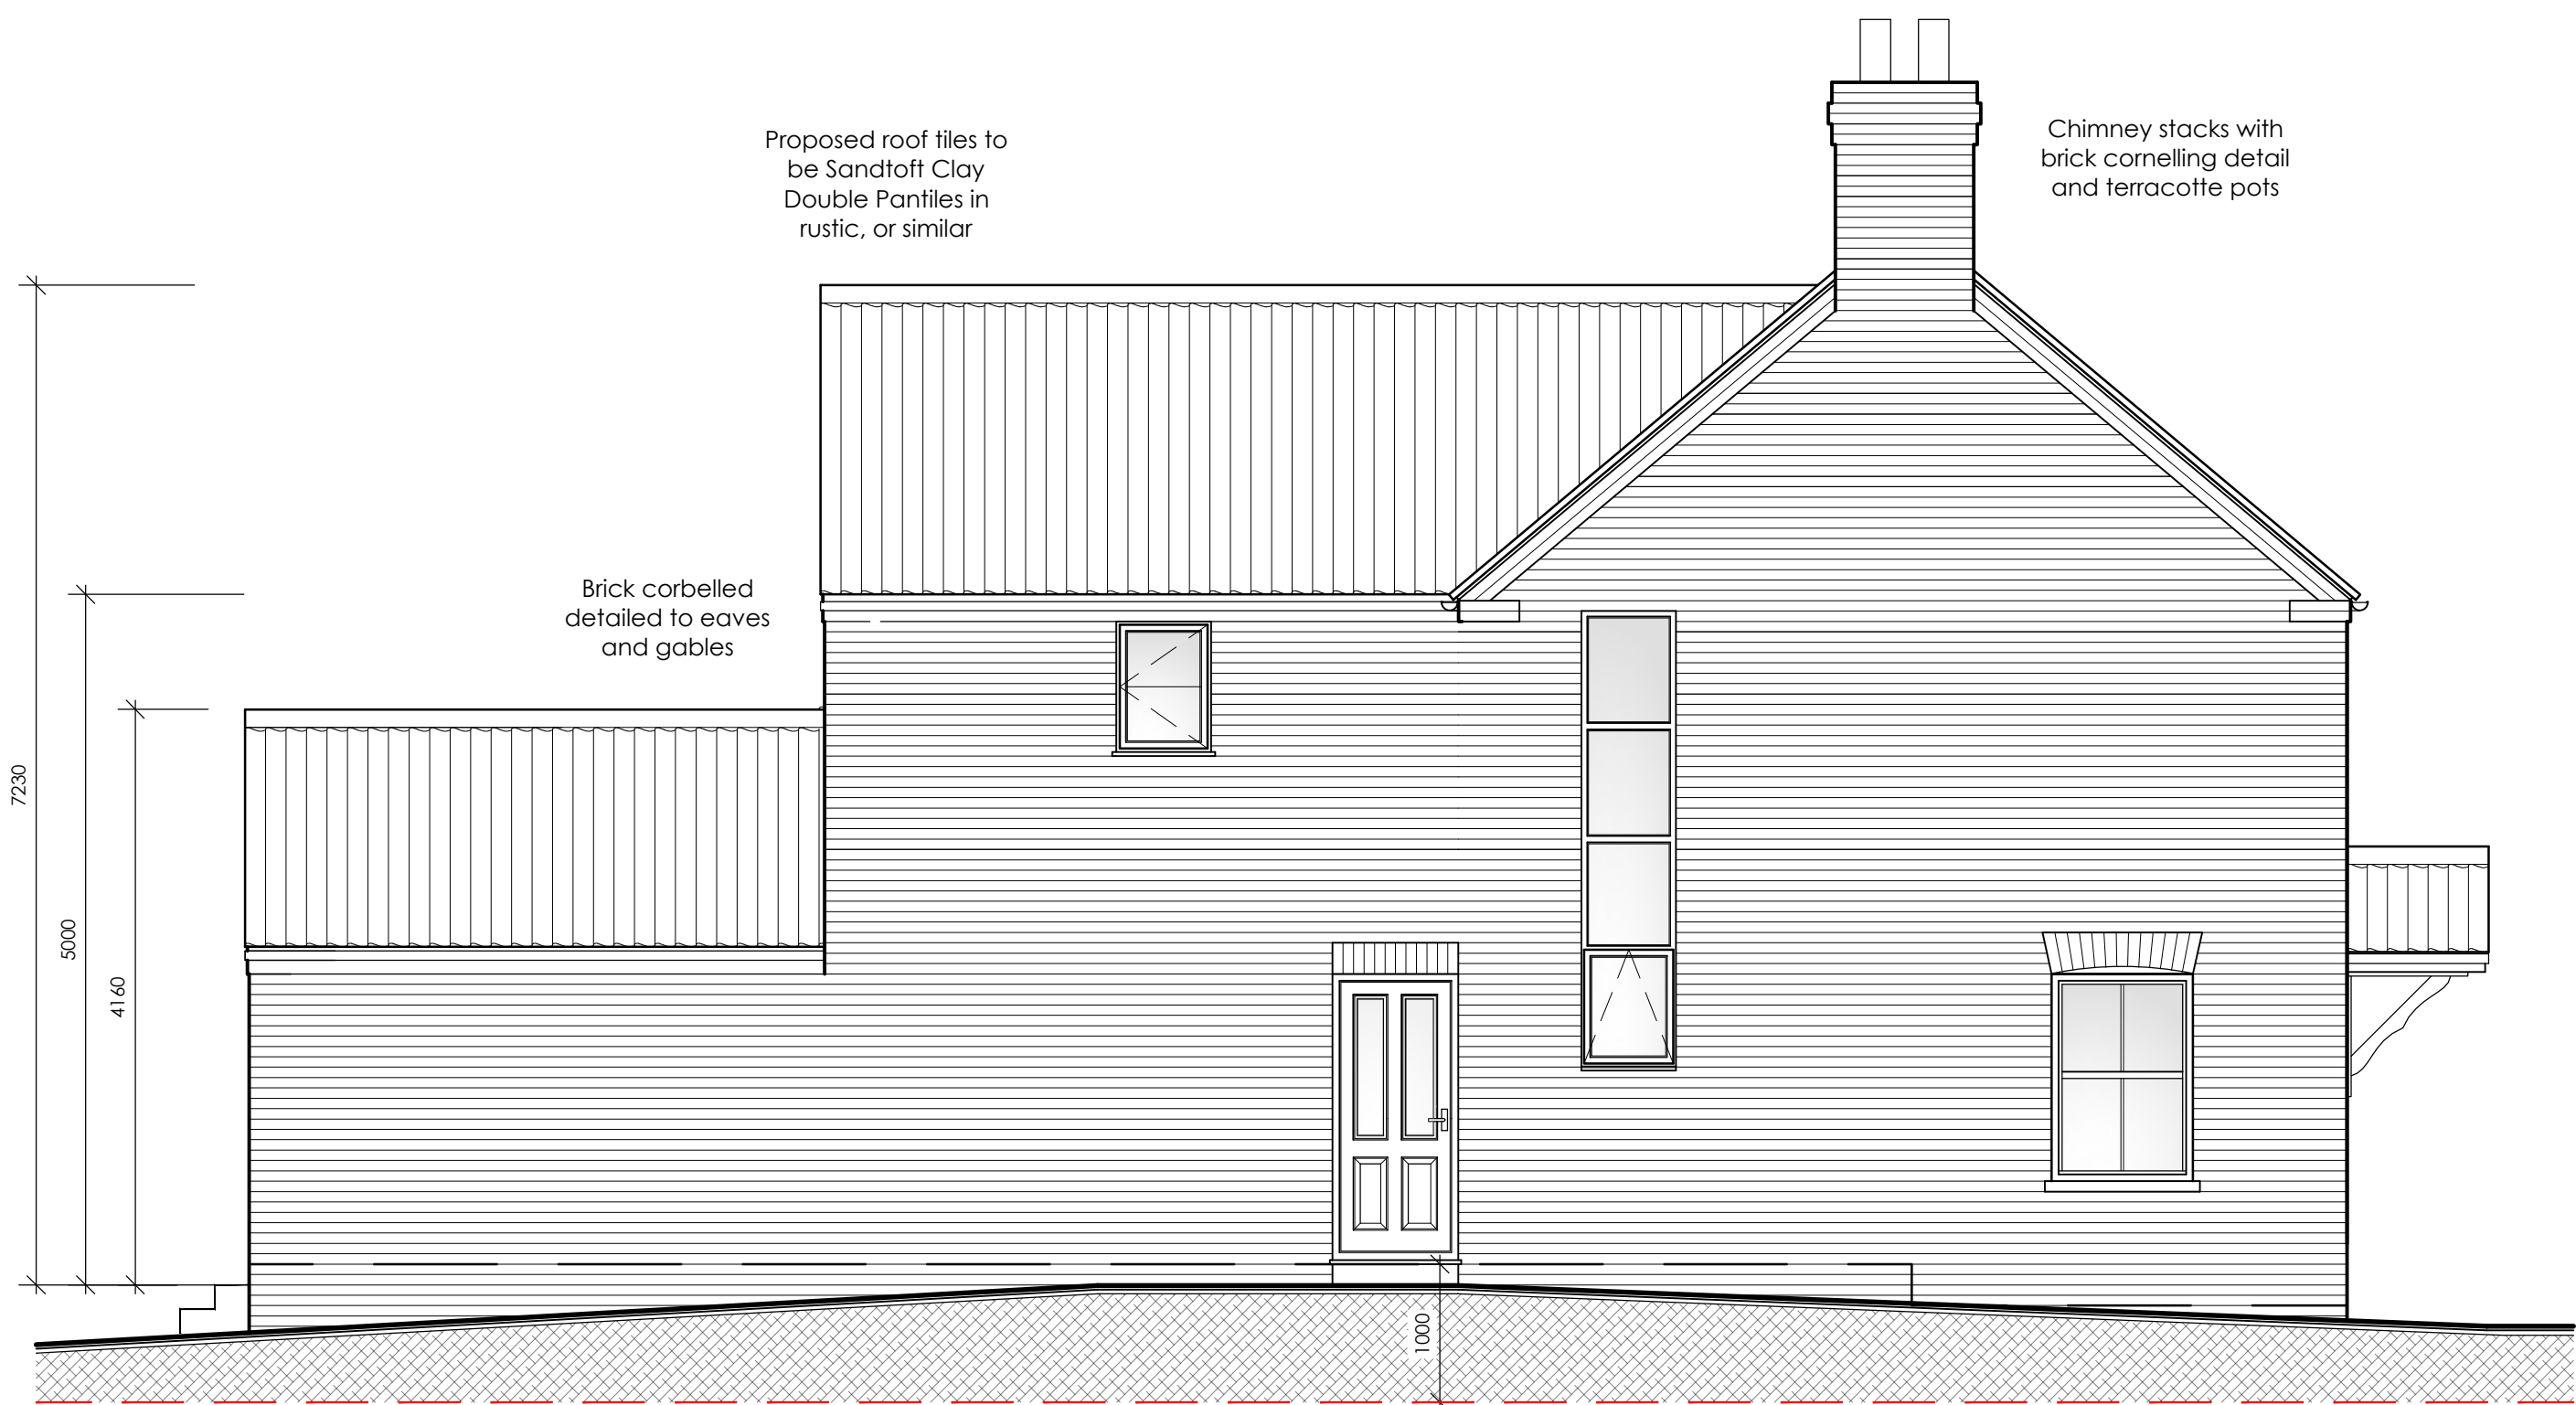 Proposed roof tiles to
be Sandtoft Clay
Double Pantiles in
rustic, or similar
Chimney stacks with
brick cornelling detail
and terracotte pots
Brick corbelled
detailed to eaves
and gables
7230
5000
4160
1000